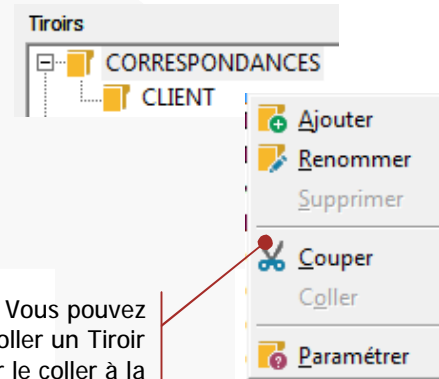 Tiroirs
CORRESPONDANCES
CLIENT
Ajouter
Renommer
Supprimer
Couper
Coller
Paramétrer
Vous pouvez
oller un Tiroir
r le coller à la